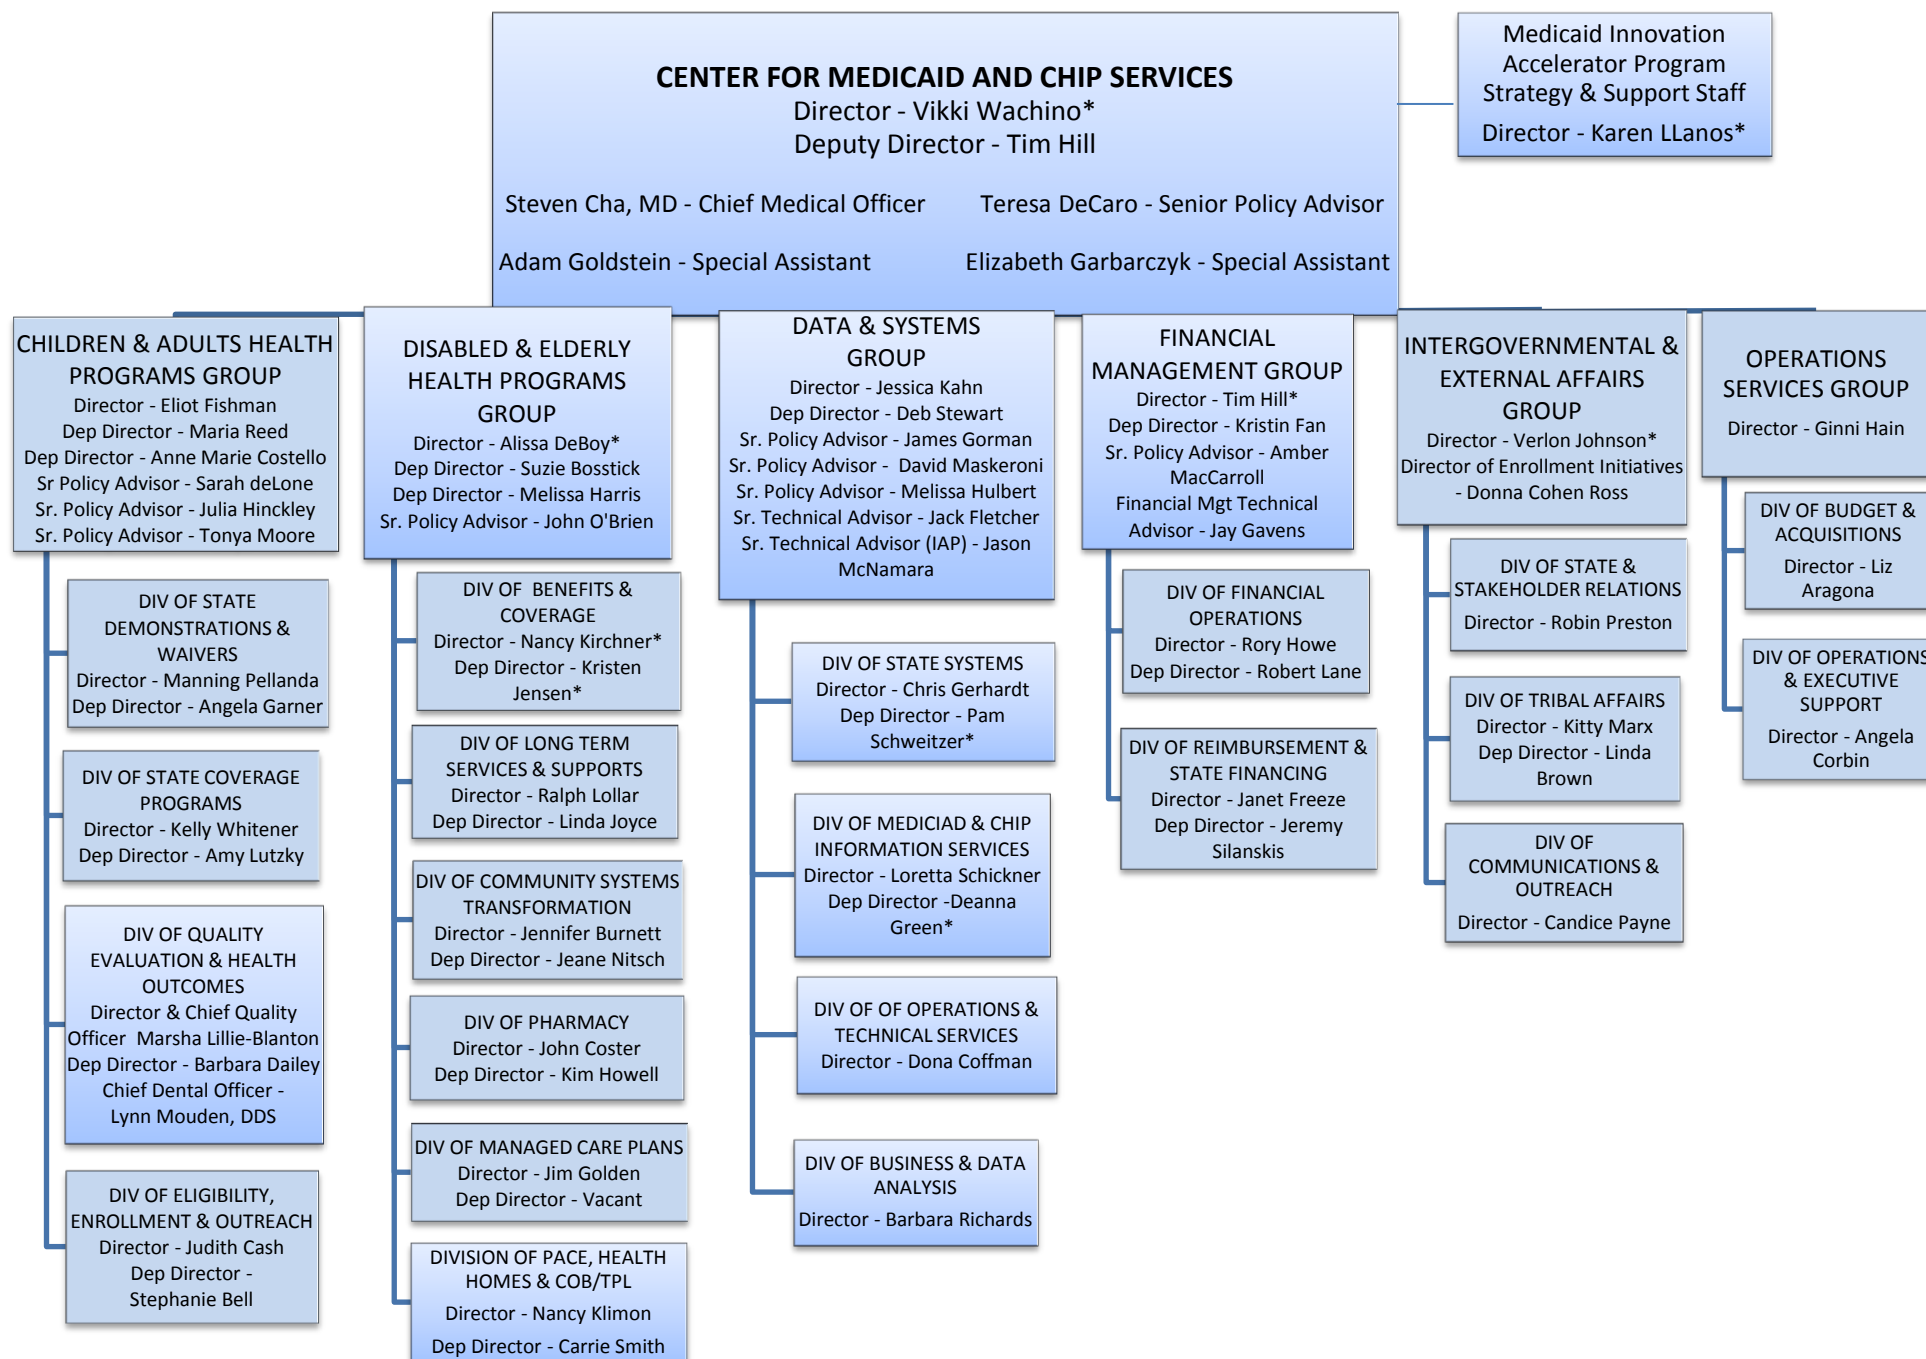 CENTER FOR MEDICAID AND CHIP SERVICES
Director - Vikki Wachino*
Deputy Director - Tim Hill
Steven Cha, MD - Chief Medical Officer
Teresa DeCaro - Senior Policy Advisor
Adam Goldstein - Special Assistant
Elizabeth Garbarczyk - Special Assistant
Medicaid Innovation
Accelerator Program
Strategy & Support Staff
Director - Karen LLanos*
CHILDREN & ADULTS HEALTH
PROGRAMS GROUP
Director - Eliot Fishman
Dep Director - Maria Reed
Dep Director - Anne Marie Costello
Sr Policy Advisor - Sarah deLone
Sr. Policy Advisor - Julia Hinckley
Sr. Policy Advisor - Tonya Moore
DIV OF STATE
DEMONSTRATIONS &
WAIVERS
Director - Manning Pellanda
Dep Director - Angela Garner
DIV OF STATE COVERAGE
PROGRAMS
Director - Kelly Whitener
Dep Director - Amy Lutzky
DIV OF QUALITY
EVALUATION & HEALTH
OUTCOMES
Director & Chief Quality
Officer  Marsha Lillie-Blanton
Dep Director - Barbara Dailey
Chief Dental Officer -
Lynn Mouden, DDS
DIV OF ELIGIBILITY,
ENROLLMENT & OUTREACH
Director - Judith Cash
Dep Director -
Stephanie Bell
DISABLED & ELDERLY
HEALTH PROGRAMS
GROUP
Director - Alissa DeBoy*
Dep Director - Suzie Bosstick
Dep Director - Melissa Harris
Sr. Policy Advisor - John O'Brien
DIV OF  BENEFITS &
COVERAGE
Director - Nancy Kirchner*
Dep Director - Kristen
Jensen*
DIV OF LONG TERM
SERVICES & SUPPORTS
Director - Ralph Lollar
Dep Director - Linda Joyce
DIV OF COMMUNITY SYSTEMS
TRANSFORMATION
Director - Jennifer Burnett
Dep Director - Jeane Nitsch
DIV OF PHARMACY
Director - John Coster
Dep Director - Kim Howell
DIV OF MANAGED CARE PLANS
Director - Jim Golden
Dep Director - Vacant
DIVISION OF PACE, HEALTH
HOMES & COB/TPL
Director - Nancy Klimon
Dep Director - Carrie Smith
DATA & SYSTEMS
GROUP
Director - Jessica Kahn
Dep Director - Deb Stewart
Sr. Policy Advisor - James Gorman
Sr. Policy Advisor -  David Maskeroni
Sr. Policy Advisor - Melissa Hulbert
Sr. Technical Advisor - Jack Fletcher
Sr. Technical Advisor (IAP) - Jason
McNamara
DIV OF STATE SYSTEMS
Director - Chris Gerhardt
Dep Director - Pam
Schweitzer*
DIV OF MEDICIAD & CHIP
INFORMATION SERVICES
Director - Loretta Schickner
Dep Director -Deanna
Green*
DIV OF OF OPERATIONS &
TECHNICAL SERVICES
Director - Dona Coffman
DIV OF BUSINESS & DATA
ANALYSIS
Director - Barbara Richards
FINANCIAL
MANAGEMENT GROUP
Director - Tim Hill*
Dep Director - Kristin Fan
Sr. Policy Advisor - Amber
MacCarroll
Financial Mgt Technical
Advisor - Jay Gavens
DIV OF FINANCIAL
OPERATIONS
Director - Rory Howe
Dep Director - Robert Lane
DIV OF REIMBURSEMENT &
STATE FINANCING
Director - Janet Freeze
Dep Director - Jeremy
Silanskis
INTERGOVERNMENTAL &
EXTERNAL AFFAIRS
GROUP
Director - Verlon Johnson*
Director of Enrollment Initiatives
- Donna Cohen Ross
DIV OF STATE &
STAKEHOLDER RELATIONS
Director - Robin Preston
DIV OF TRIBAL AFFAIRS
Director - Kitty Marx
Dep Director - Linda
Brown
DIV OF
COMMUNICATIONS &
OUTREACH
Director - Candice Payne
OPERATIONS
SERVICES GROUP
Director - Ginni Hain
DIV OF BUDGET &
ACQUISITIONS
Director - Liz
Aragona
DIV OF OPERATIONS
& EXECUTIVE
SUPPORT
Director - Angela
Corbin